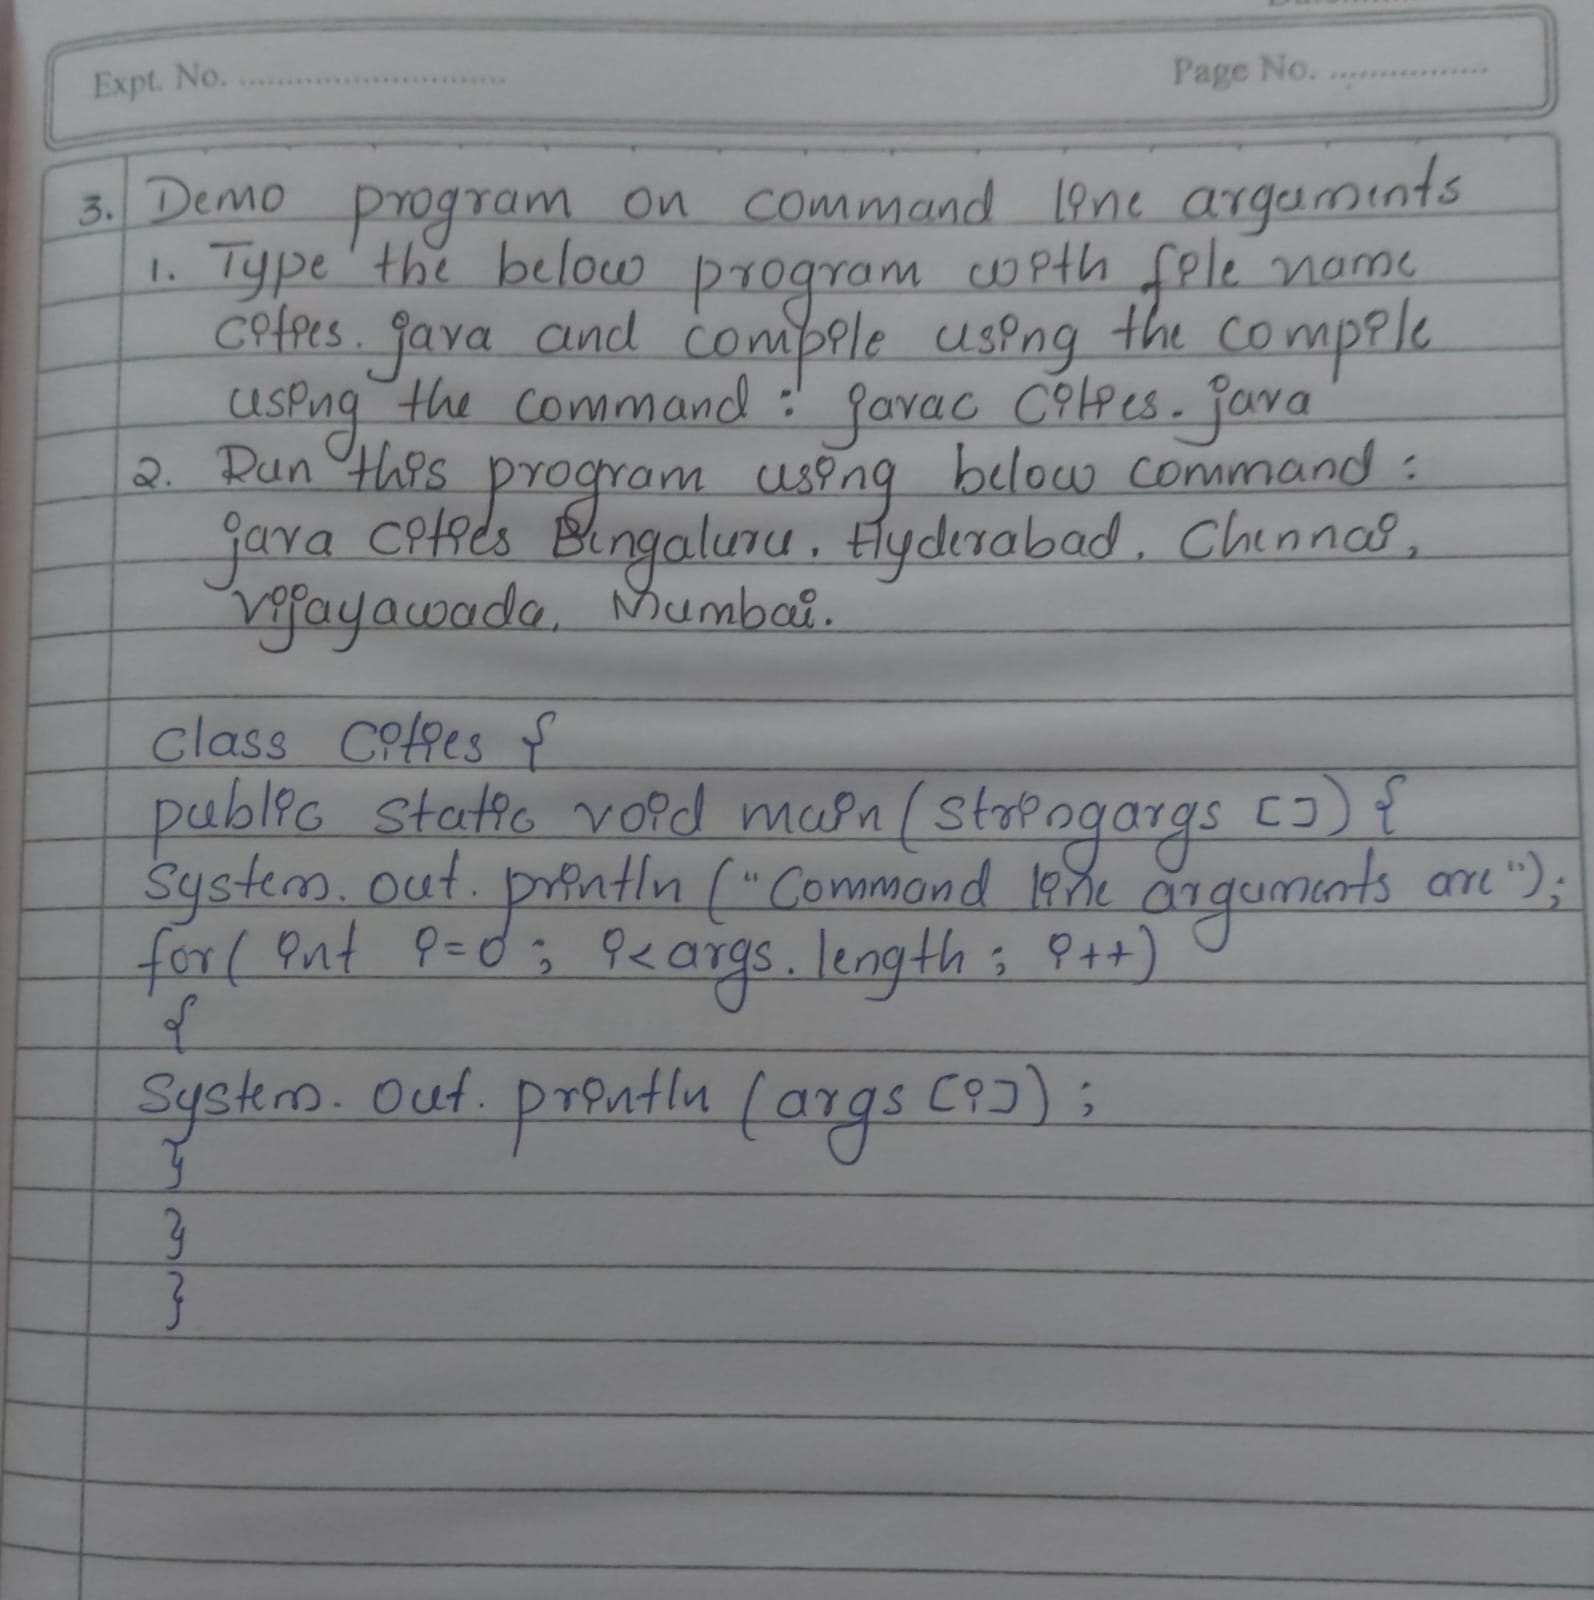 Expt. No. ..............................
Page No. ..................
3. Demo program on command line arguments
1. Type the below program with file name
cities. java and compile using the compile
using the command : javac Cities. java
2. Run this program using below command :
java cities Bengaluru, Hyderabad, Chennai,
vijayawada, Mumbai.
class Cities {
public static void main (stringargs []) {
System. out. println ("Command line arguments are");
for( int i=0 ; i<args. length ; i++)
{
System. out. println (args [i]) ;
}
}
}